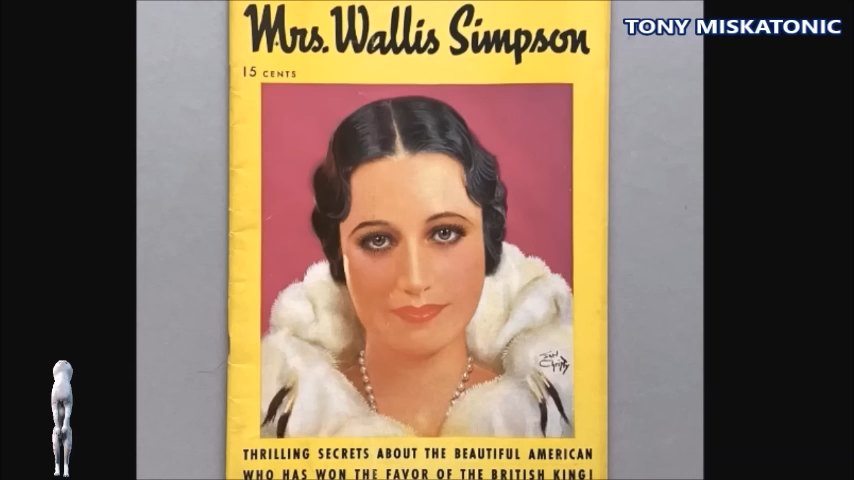 TONY MISKATONIC
Mrs. Wallis Simpson
15 CENTS
THRILLING SECRETS ABOUT THE BEAUTIFUL AMERICAN
WHO HAS WON THE FAVOR OF THE BRITISH KING!